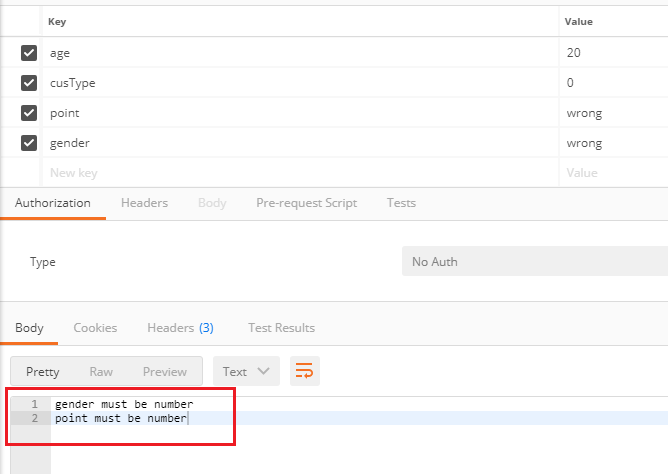 Key Value
age 20
cusType 0
point wrong
gender wrong
New key Value
Authorization Headers Body Pre-request Script Tests
Type No Auth
Body Cookies Headers (3) Test Results
Pretty Raw Preview Text
1 gender must be number
2 point must be number